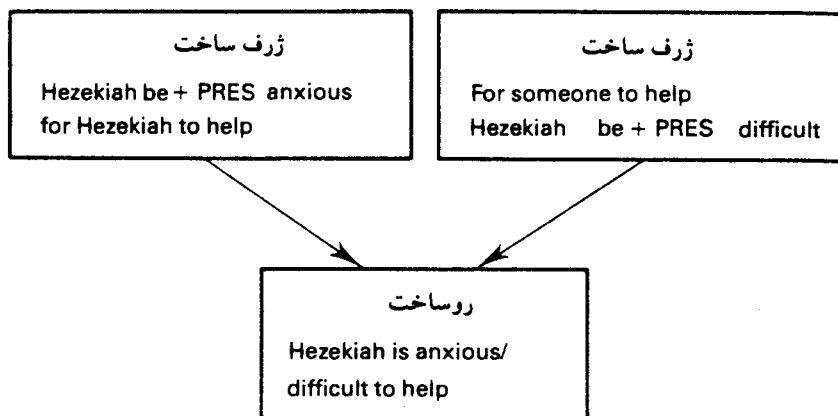 ژرف ساخت
Hezekiah be + PRES anxious
for Hezekiah to help
ژرف ساخت
For someone to help
Hezekiah be + PRES difficult
روساخت
Hezekiah is anxious/
difficult to help